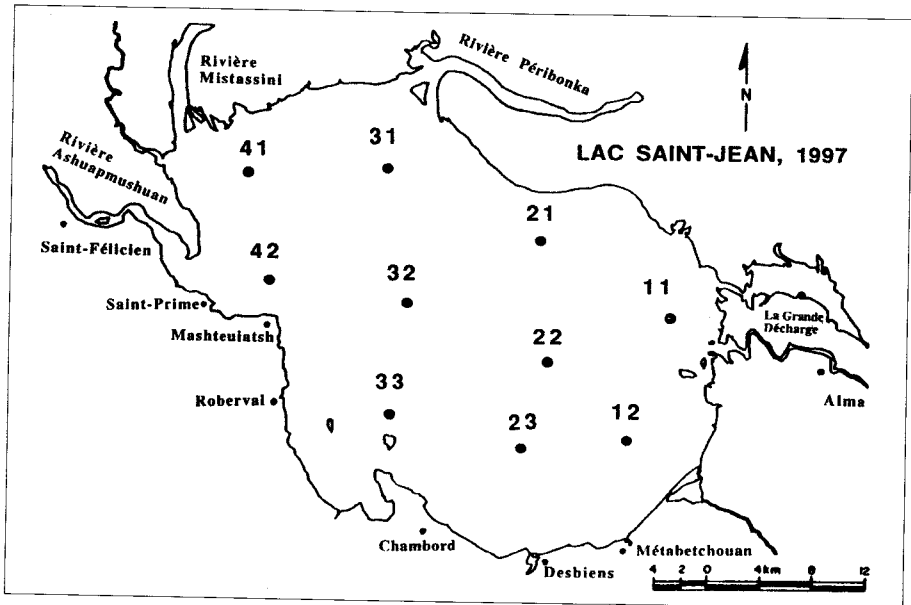 Rivière
Mistassini
Rivière Péribonka
N
LAC SAINT-JEAN, 1997
Rivière
Ashuapmushuan
41
31
21
Saint-Félicien
42
32
11
Saint-Prime
La Grande
Décharge
Mashteuiatsh
22
Roberval
33
Alma
23
12
Chambord
Métabetchouan
Desbiens
4 2 0 4km 8 12